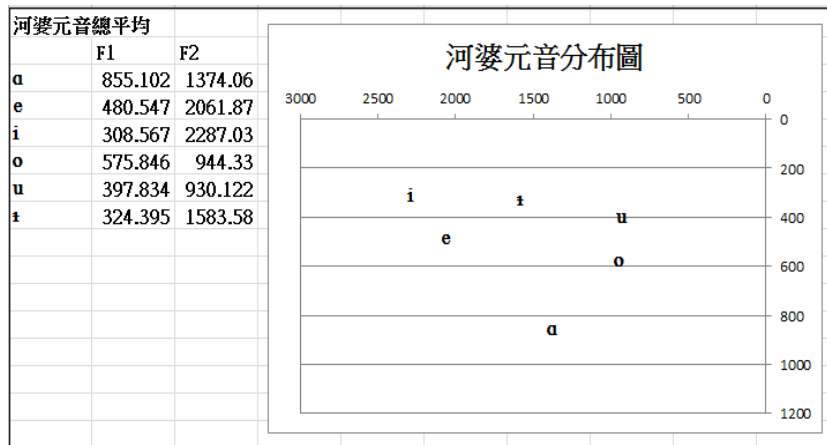 河婆元音總平均
F1 F2
ɑ 855.102 1374.06
e 480.547 2061.87
i 308.567 2287.03
o 575.846 944.33
u 397.834 930.122
ɨ 324.395 1583.58
河婆元音分布圖
3000 2500 2000 1500 1000 500 0
0
200
i ɨ
400
u
e
600
o
800
ɑ
1000
1200